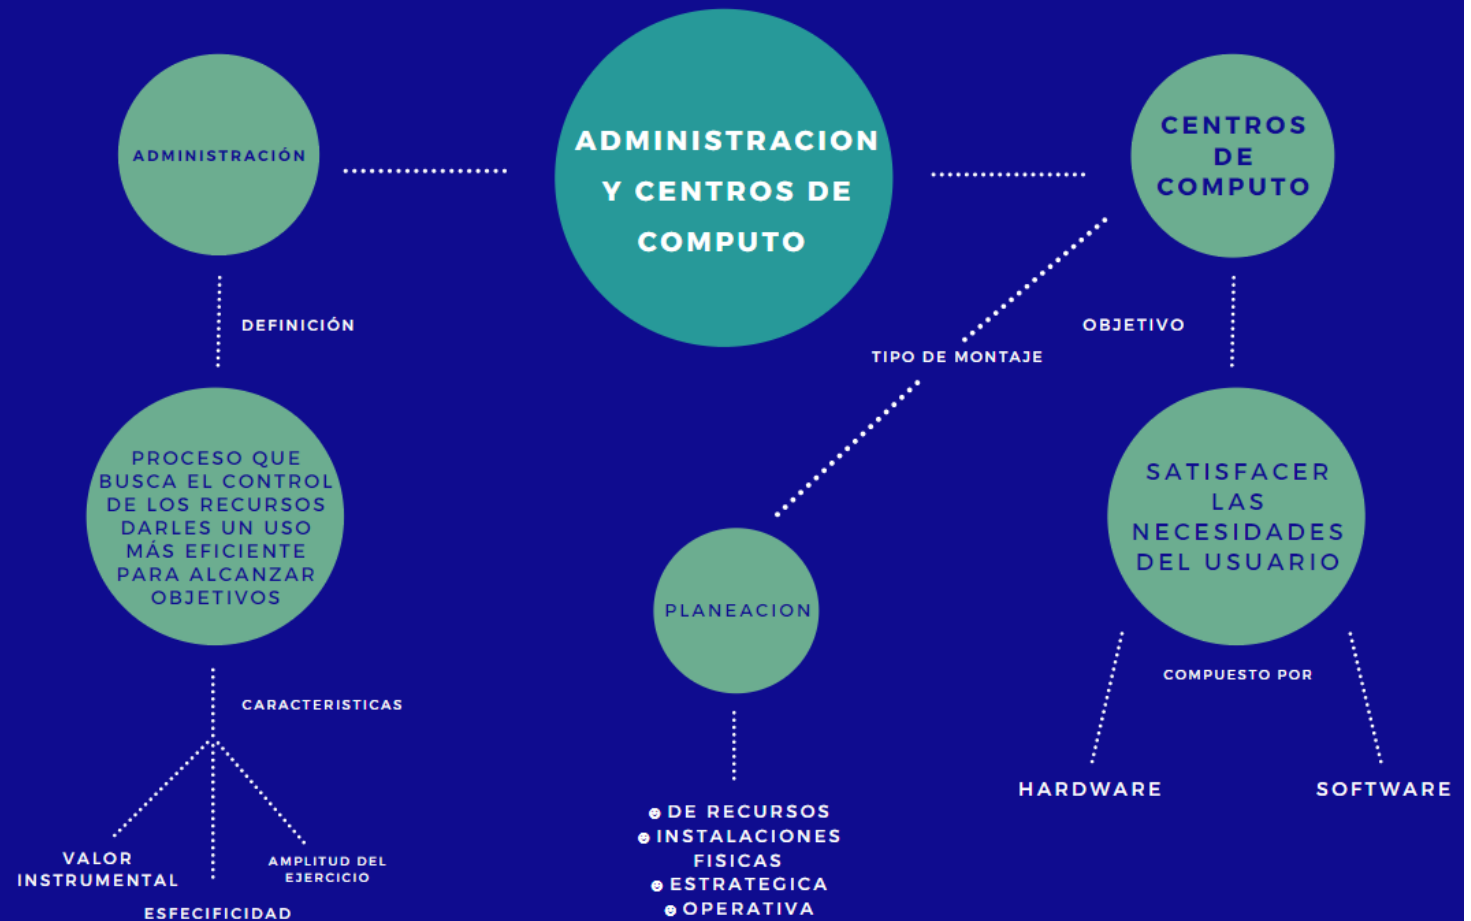 ADMINISTRACION
Y CENTROS DE
COMPUTO
ADMINISTRACIÓN
DEFINICIÓN
PROCESO QUE
BUSCA EL CONTROL
DE LOS RECURSOS
DARLES UN USO
MÁS EFICIENTE
PARA ALCANZAR
OBJETIVOS
CARACTERISTICAS
VALOR
INSTRUMENTAL
ESFECIFICIDAD
AMPLITUD DEL
EJERCICIO
CENTROS
DE
COMPUTO
TIPO DE MONTAJE
PLANEACION
DE RECURSOS
INSTALACIONES
FISICAS
ESTRATEGICA
OPERATIVA
OBJETIVO
SATISFACER
LAS
NECESIDADES
DEL USUARIO
COMPUESTO POR
HARDWARE
SOFTWARE